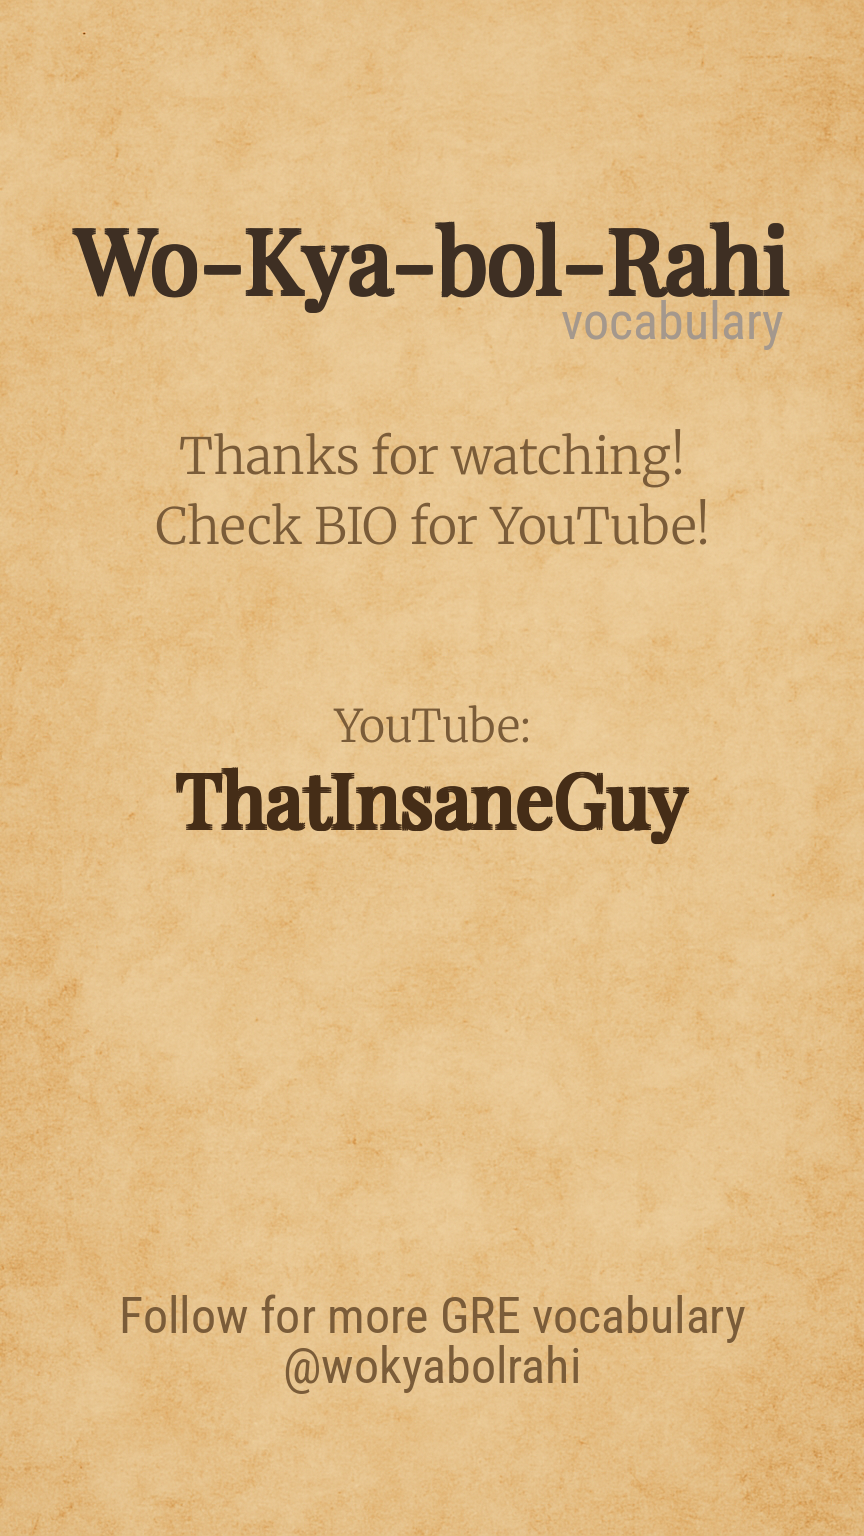 Wo-Kya-bol-Rahi
vocabulary
Thanks for watching!
Check BIO for YouTube!
YouTube:
ThatInsaneGuy
Follow for more GRE vocabulary
@wokyabolrahi